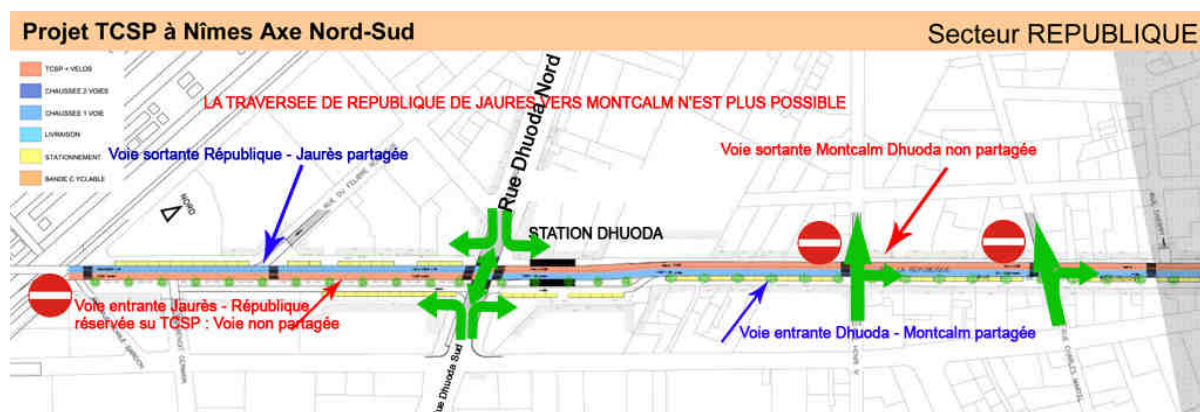 Projet TCSP à Nîmes Axe Nord-Sud
Secteur REPUBLIQUE
TCSP + VELOS
CHAUSSEE 2 VOIES
CHAUSSEE 1 VOIE
LIVRAISON
STATIONNEMENT
BANDE CYCLABLE
LA TRAVERSEE DE REPUBLIQUE DE JAURES VERS MONTCALM N'EST PLUS POSSIBLE
Voie sortante République - Jaurès partagée
Voie sortante Montcalm Dhuoda non partagée
NORD
Rue Dhuoda Nord
STATION DHUODA
Voie entrante Jaurès - République
réservée su TCSP : Voie non partagée
Voie entrante Dhuoda - Montcalm partagée
Rue Dhuoda Sud
RUE CHARLES MARTEL